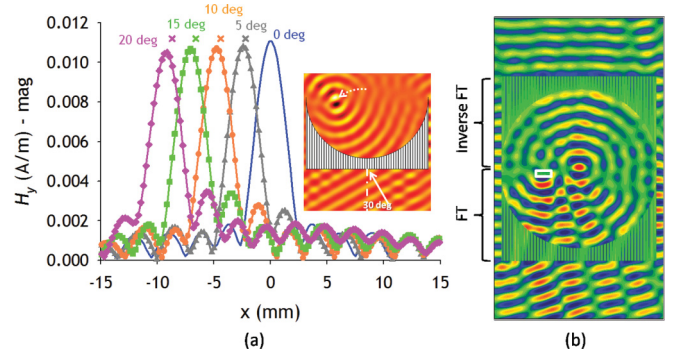 0.012
0.010
0.008
0.006
0.004
0.002
0.000
Hy (A/m) - mag
20 deg
15 deg
10 deg
5 deg
0 deg
30 deg
-15
-10
-5
0
5
10
15
x (mm)
(a)
Inverse FT
FT
(b)